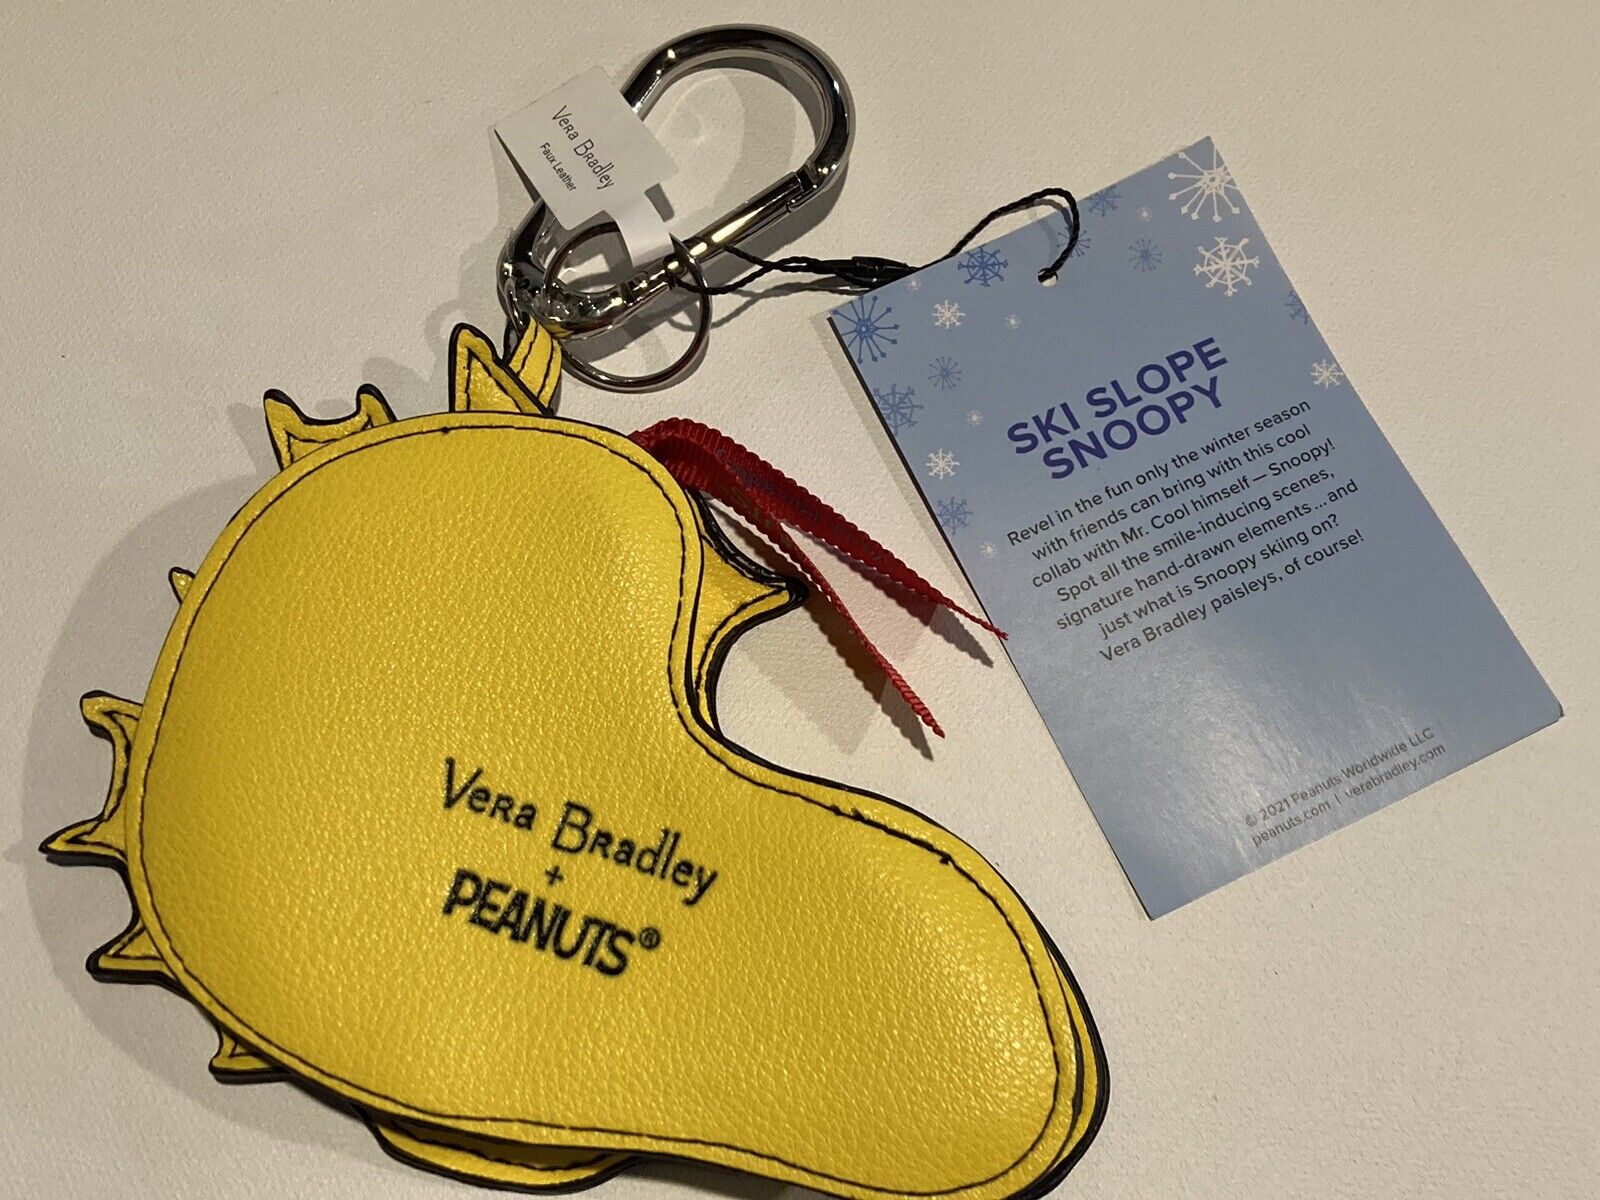 Vera Bradley
Faux Leather
SKI SLOPE
SNOOPY
Revel in the fun only the winter season
with friends can bring with this cool
collab with Mr. Cool himself — Snoopy!
Spot all the smile-inducing scenes,
signature hand-drawn elements ... and
just what is Snoopy skiing on?
Vera Bradley paisleys, of course!
© 2021 Peanuts Worldwide LLC
peanuts.com | verabradley.com
Vera Bradley
+
PEANUTS®